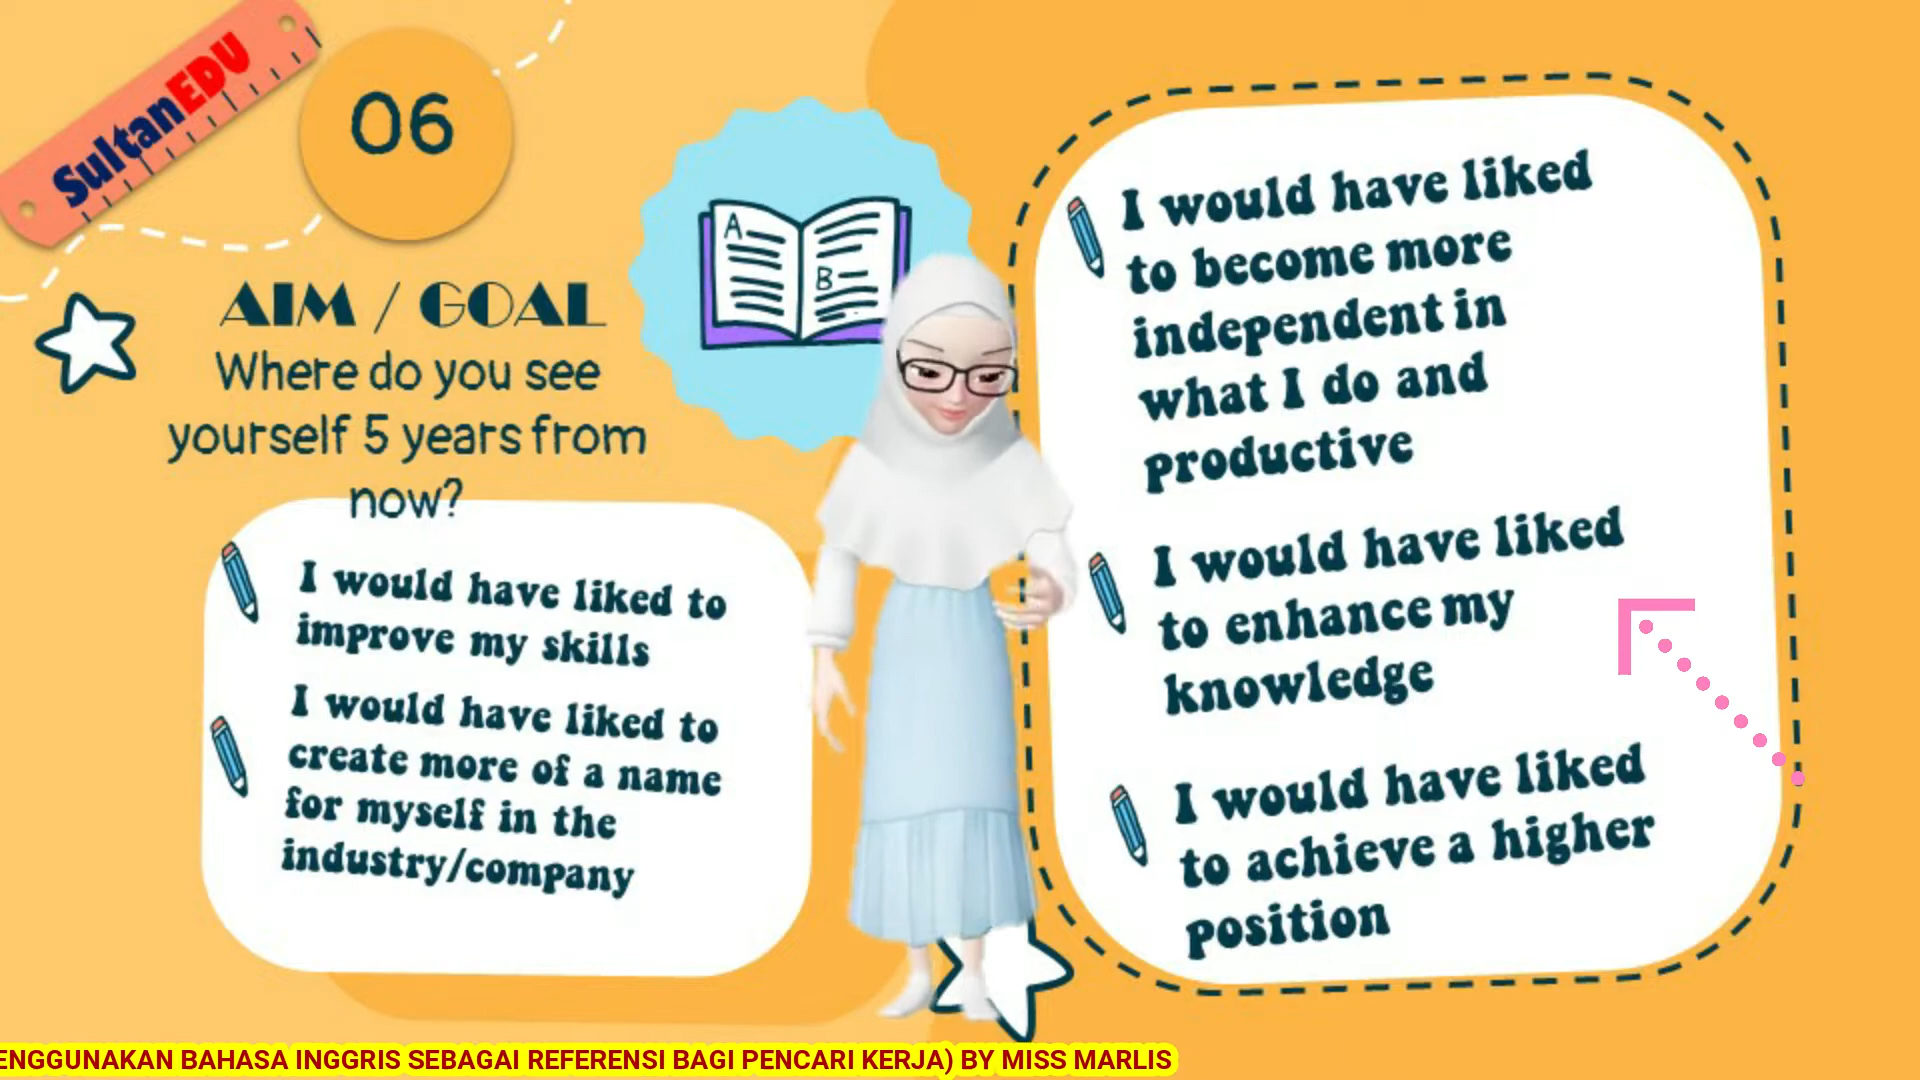 SultanEDU
06
AIM / GOAL
Where do you see
yourself 5 years from
now?
I would have liked to
improve my skills
I would have liked to
create more of a name
for myself in the
industry/company
A
B
I would have liked
to become more
independent in
what I do and
productive
I would have liked
to enhance my
knowledge
I would have liked
to achieve a higher
position
ENGGUNAKAN BAHASA INGGRIS SEBAGAI REFERENSI BAGI PENCARI KERJA) BY MISS MARLIS